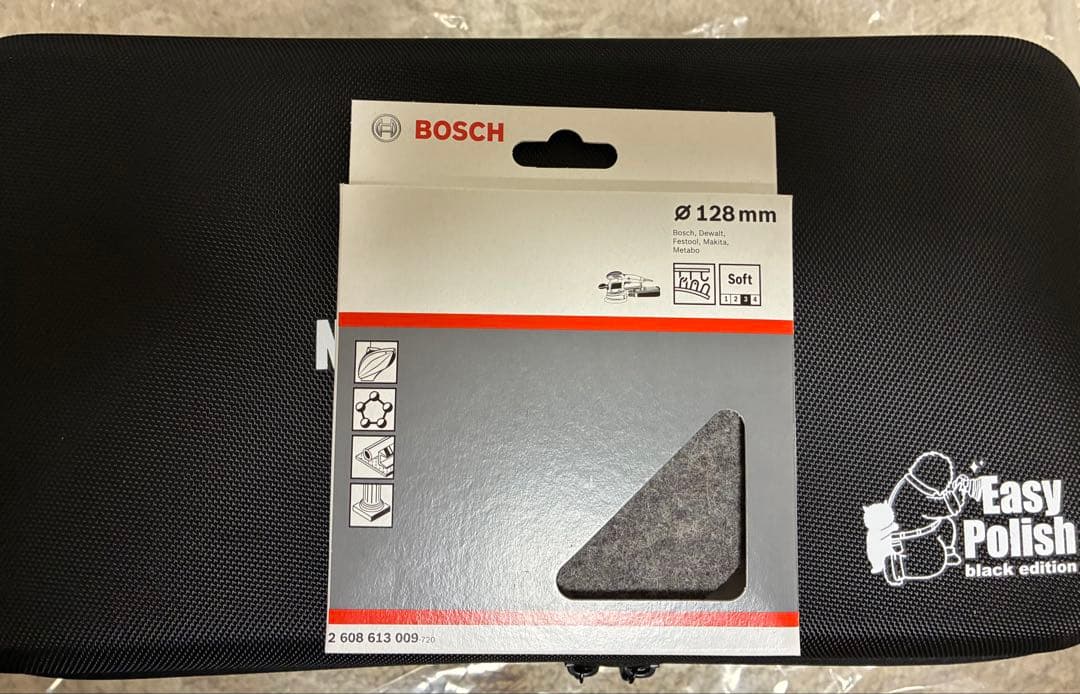 BOSCH
Ø 128 mm
Bosch, Dewalt,
Festool, Makita,
Metabo
Soft
1 2 3 4
N
Easy
Polish
black edition
2 608 613 009-720